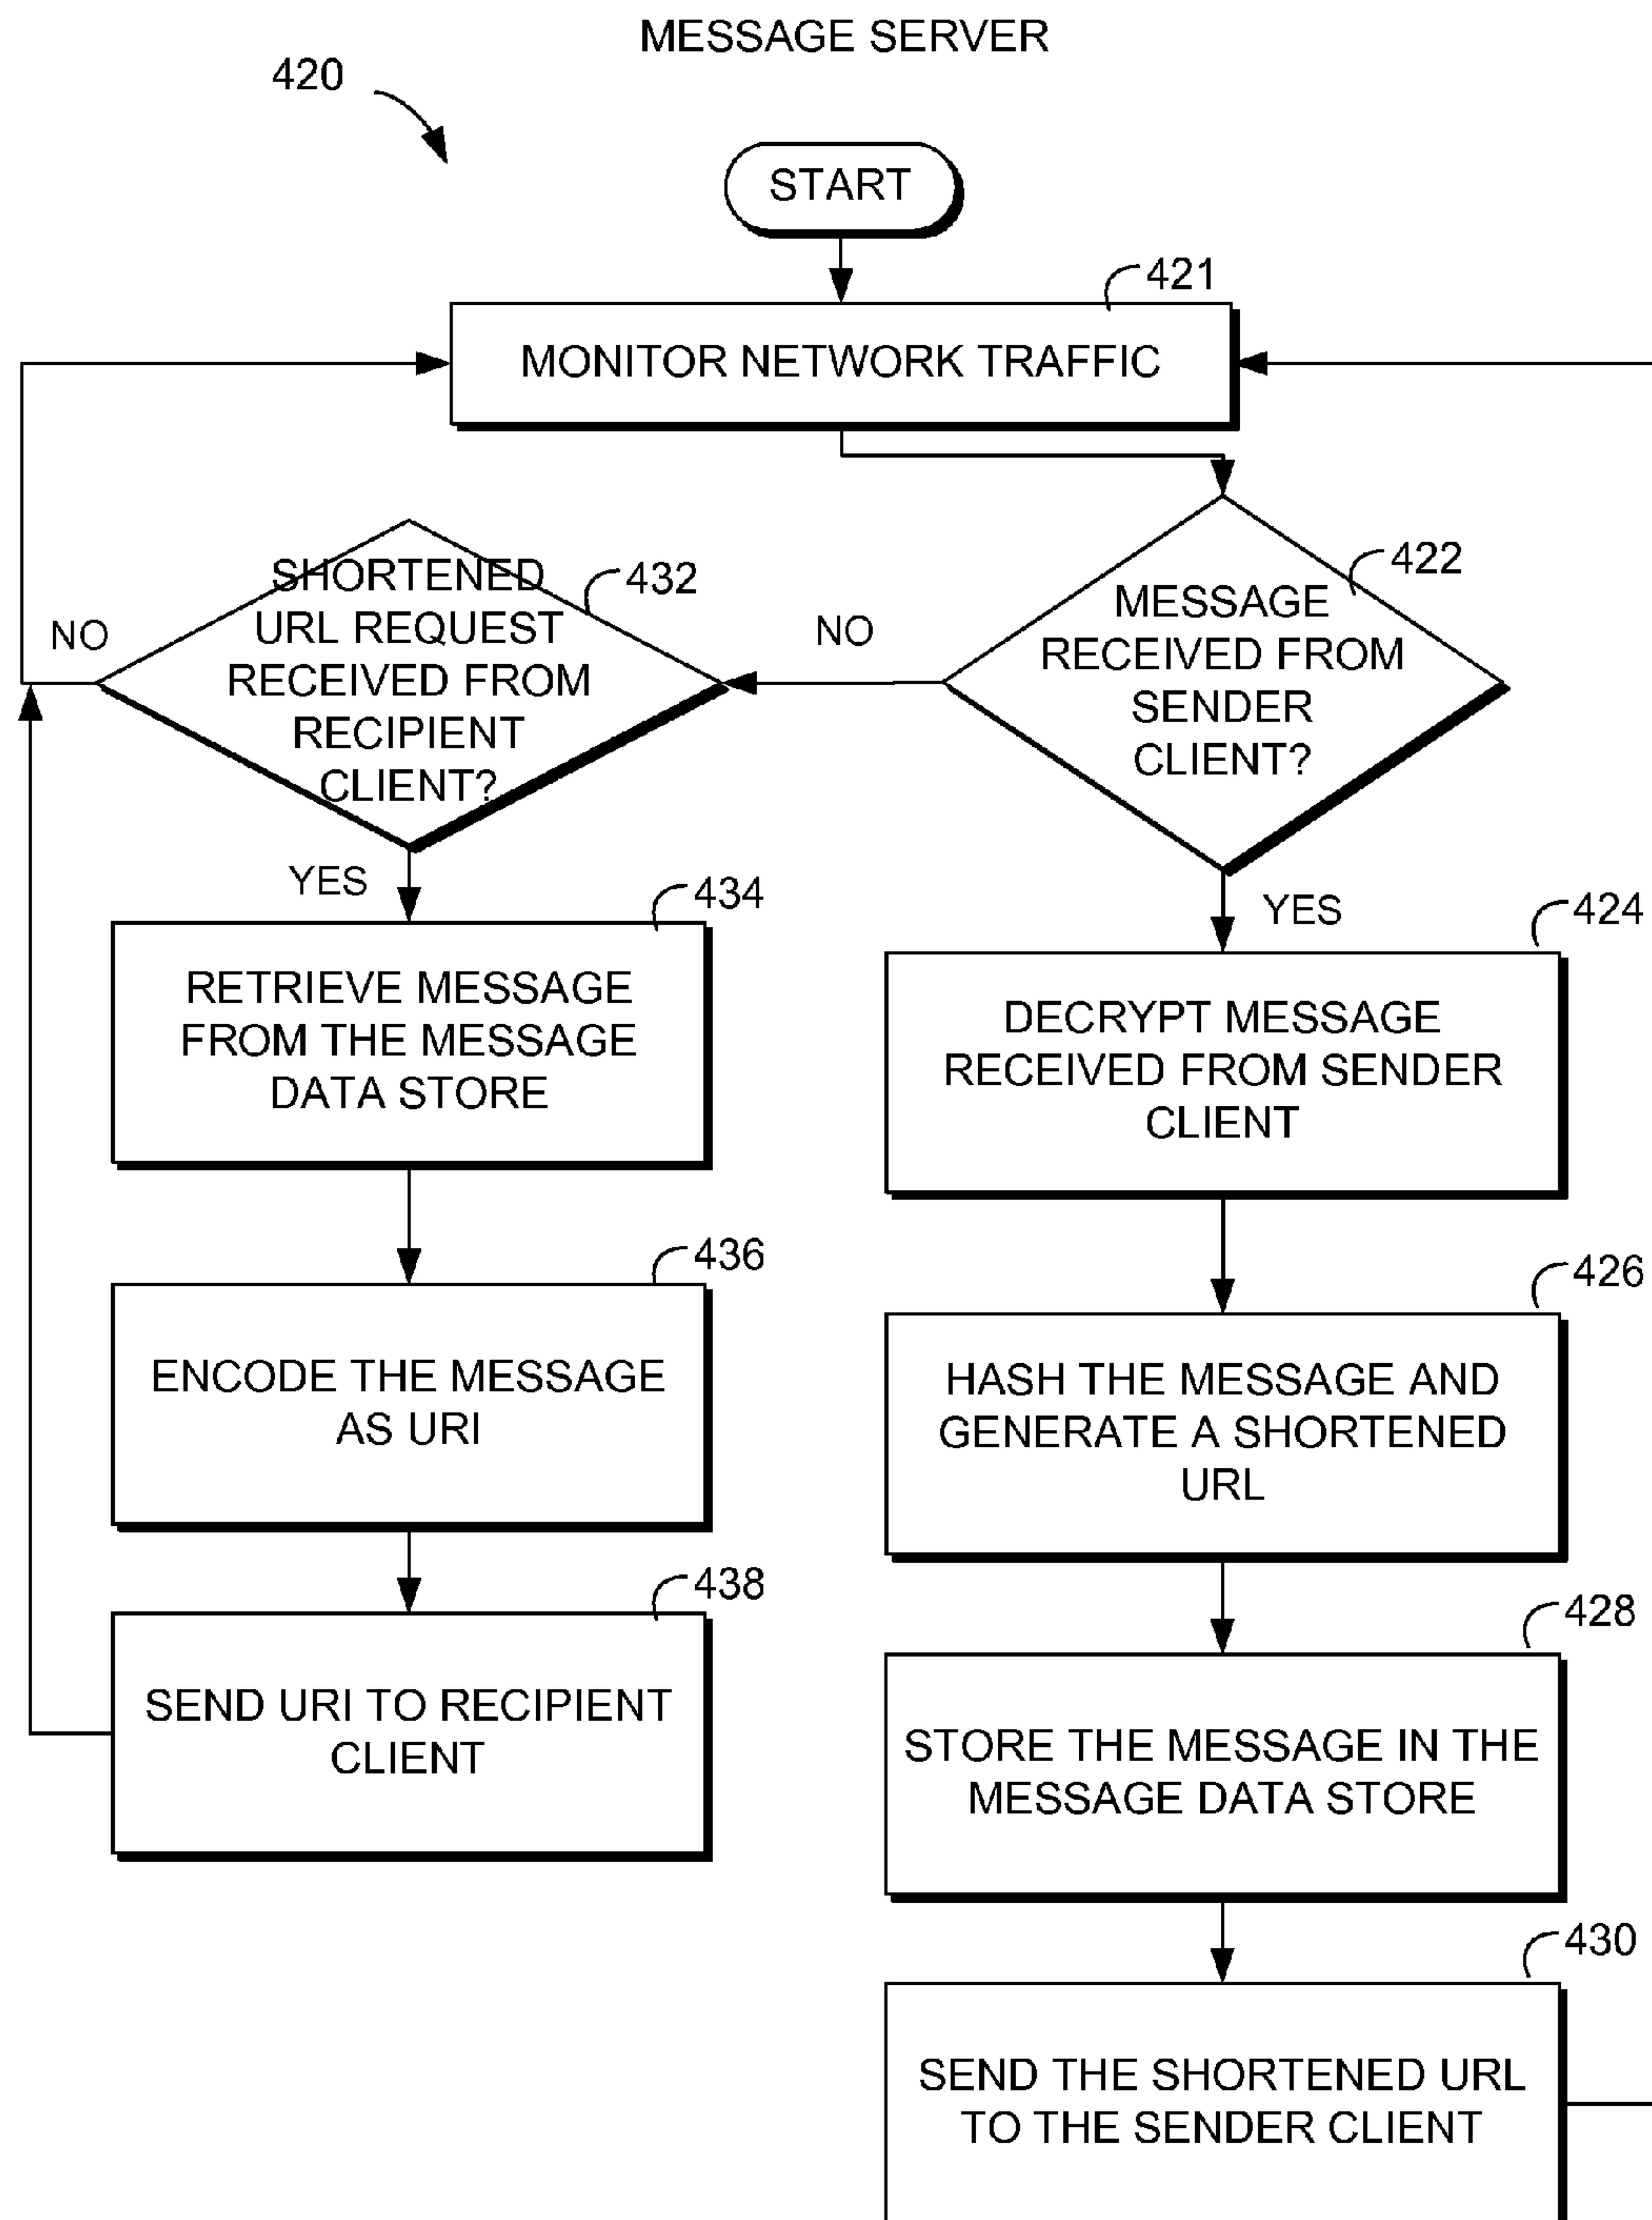 MESSAGE SERVER
420
START
421
MONITOR NETWORK TRAFFIC
422
MESSAGE
RECEIVED FROM
SENDER
CLIENT?
NO
YES
432
SHORTENED
URL REQUEST
RECEIVED FROM
RECIPIENT
CLIENT?
NO
YES
434
RETRIEVE MESSAGE
FROM THE MESSAGE
DATA STORE
436
ENCODE THE MESSAGE
AS URI
438
SEND URI TO RECIPIENT
CLIENT
424
DECRYPT MESSAGE
RECEIVED FROM SENDER
CLIENT
426
HASH THE MESSAGE AND
GENERATE A SHORTENED
URL
428
STORE THE MESSAGE IN THE
MESSAGE DATA STORE
430
SEND THE SHORTENED URL
TO THE SENDER CLIENT